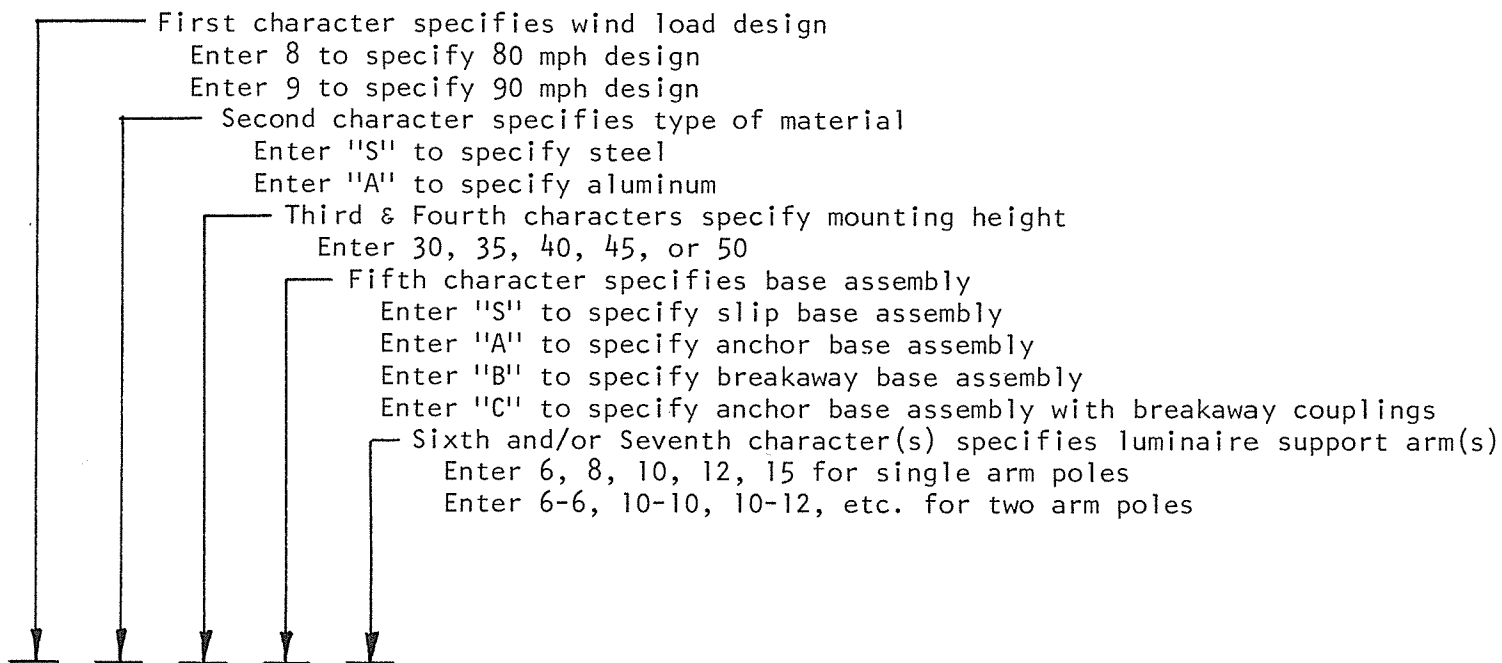 First character specifies wind load design
Enter 8 to specify 80 mph design
Enter 9 to specify 90 mph design
Second character specifies type of material
Enter "S" to specify steel
Enter "A" to specify aluminum
Third & Fourth characters specify mounting height
Enter 30, 35, 40, 45, or 50
Fifth character specifies base assembly
Enter "S" to specify slip base assembly
Enter "A" to specify anchor base assembly
Enter "B" to specify breakaway base assembly
Enter "C" to specify anchor base assembly with breakaway couplings
Sixth and/or Seventh character(s) specifies luminaire support arm(s)
Enter 6, 8, 10, 12, 15 for single arm poles
Enter 6-6, 10-10, 10-12, etc. for two arm poles